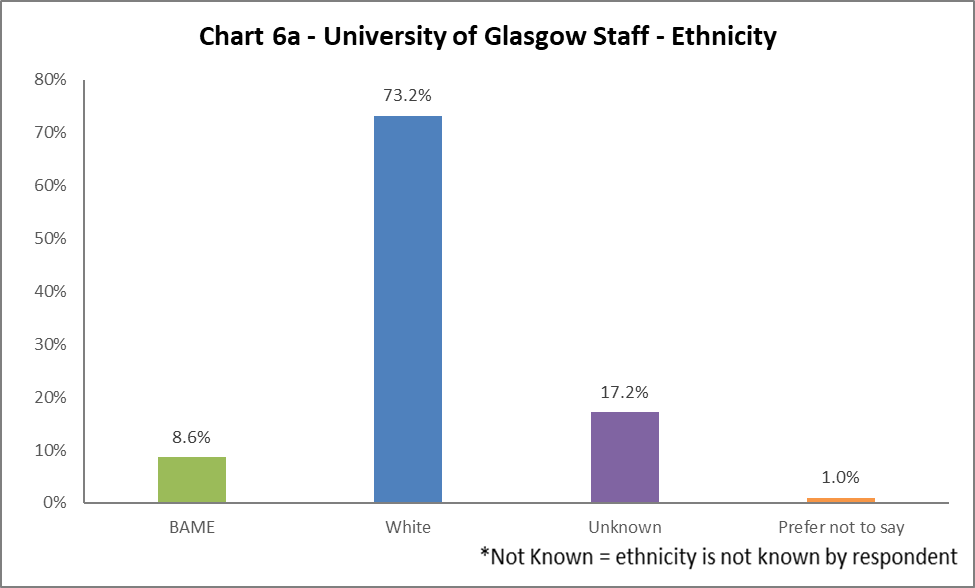 Chart 6a - University of Glasgow Staff - Ethnicity
80%
70%
60%
50%
40%
30%
20%
10%
0%
8.6%
73.2%
17.2%
1.0%
BAME
White
Unknown
Prefer not to say
*Not Known = ethnicity is not known by respondent